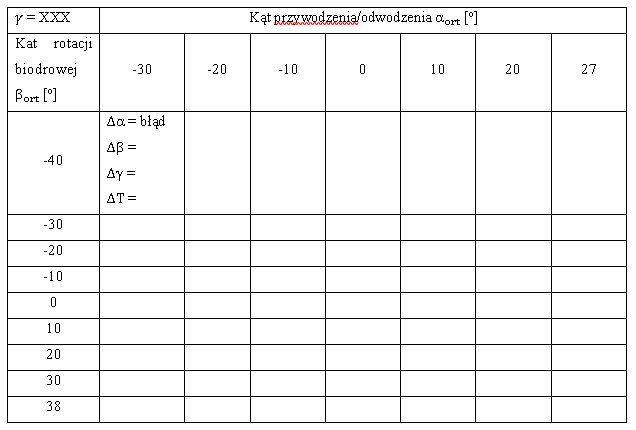 γ = XXX
Kąt przywodzenia/odwodzenia αort [º]
Kat rotacji
biodrowej
βort [º]
-30 -20 -10 0 10 20 27
-40
Δα = błąd
Δβ =
Δγ =
ΔT =
-30
-20
-10
0
10
20
30
38